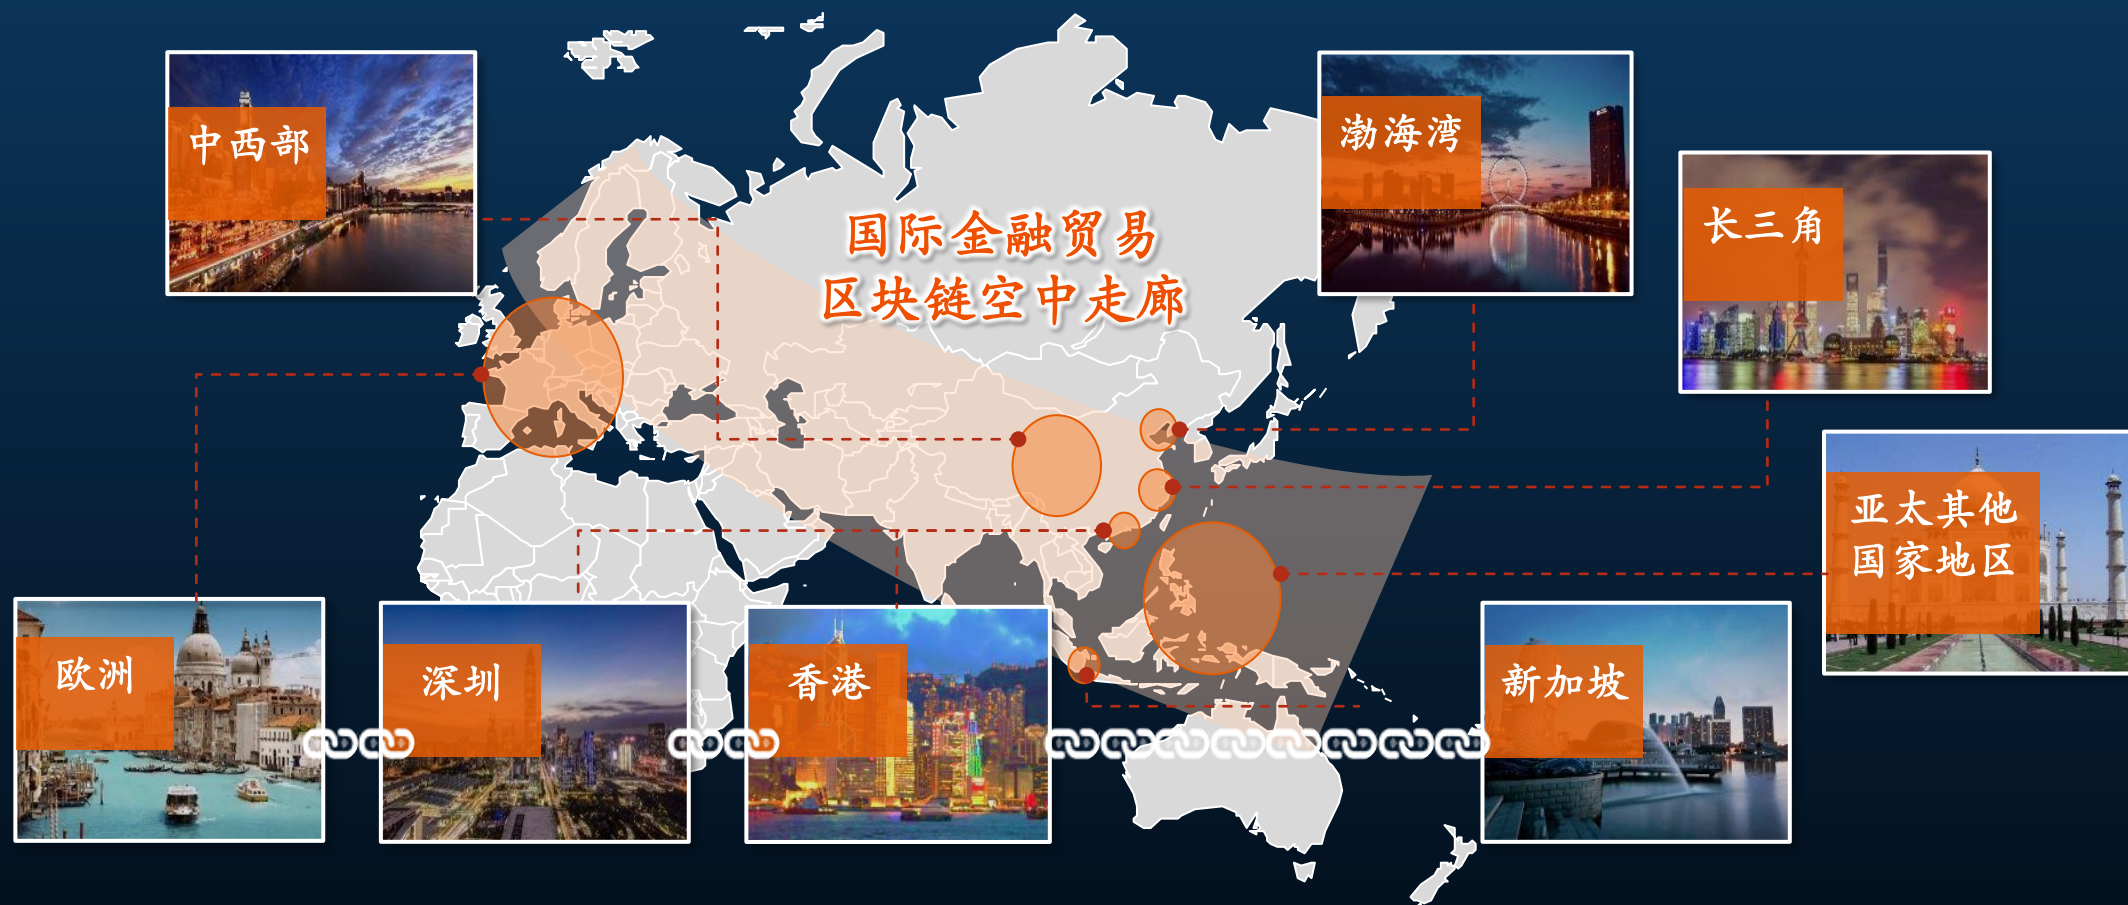 中西部
渤海湾
国际金融贸易
区块链空中走廊
长三角
亚太其他
国家地区
欧洲
深圳
香港
新加坡